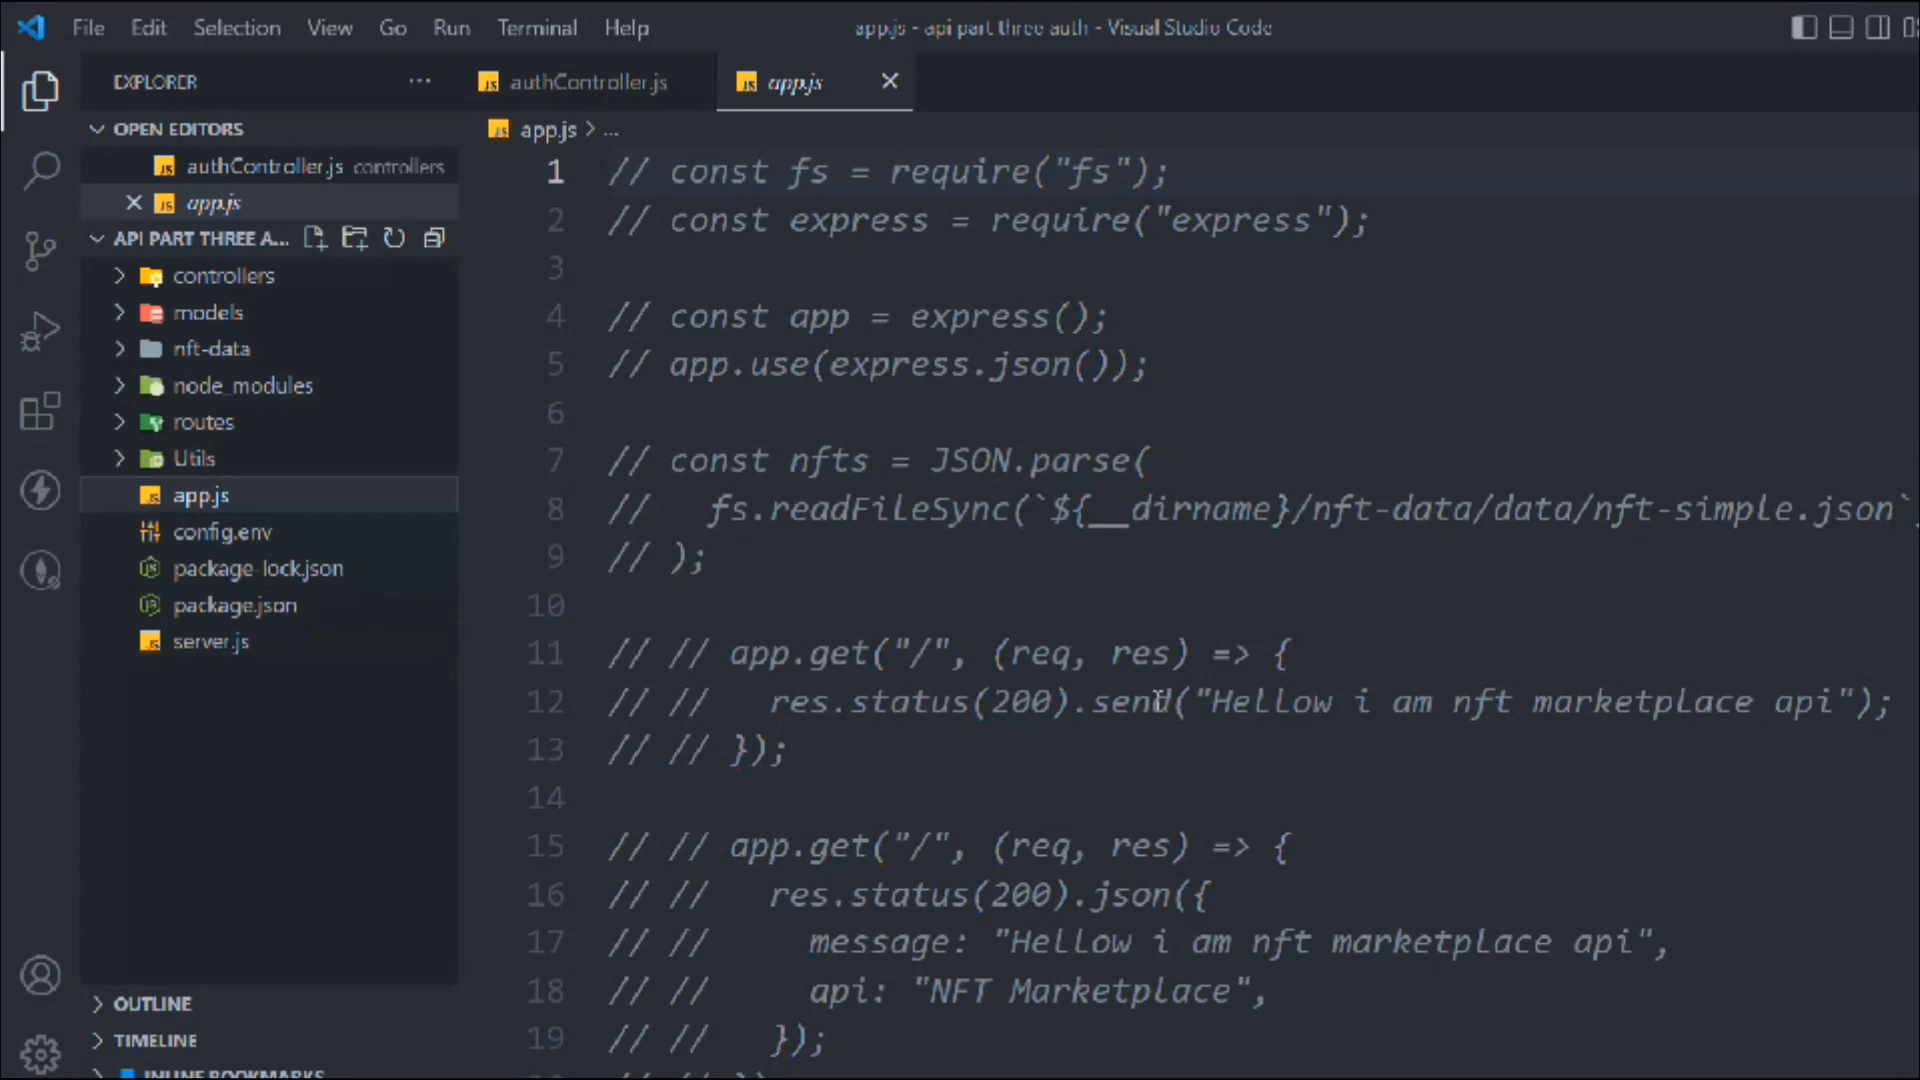 File Edit Selection View Go Run Terminal Help
app.js - api part three auth - Visual Studio Code
EXPLORER
authController.js
app.js
OPEN EDITORS
app.js > ...
authController.js controllers
app.js
API PART THREE A...
controllers
models
nft-data
node_modules
routes
Utils
app.js
config.env
package-lock.json
package.json
server.js
OUTLINE
TIMELINE
INLINE BOOKMARKS
1 // const fs = require("fs");
2 // const express = require("express");
3
4 // const app = express();
5 // app.use(express.json());
6
7 // const nfts = JSON.parse(
8 //   fs.readFileSync(`${__dirname}/nft-data/data/nft-simple.json`
9 // );
10
11 // // app.get("/", (req, res) => {
12 // //   res.status(200).send("Hellow i am nft marketplace api");
13 // // });
14
15 // // app.get("/", (req, res) => {
16 // //   res.status(200).json({
17 // //     message: "Hellow i am nft marketplace api",
18 // //     api: "NFT Marketplace",
19 // //   });